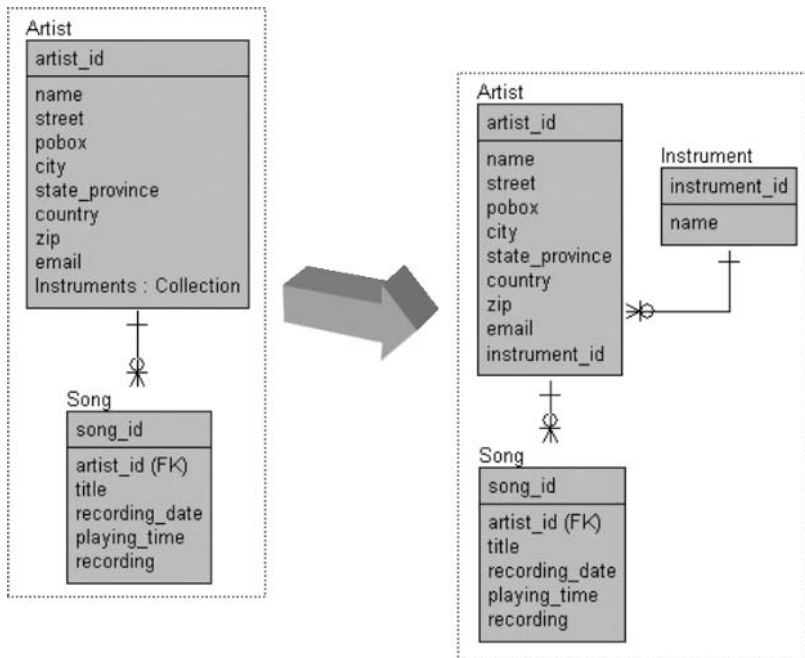 Artist
artist_id
name
street
pobox
city
state_province
country
zip
email
Instruments : Collection
Song
song_id
artist_id (FK)
title
recording_date
playing_time
recording
Artist
artist_id
name
street
pobox
city
state_province
country
zip
email
instrument_id
Instrument
instrument_id
name
Song
song_id
artist_id (FK)
title
recording_date
playing_time
recording